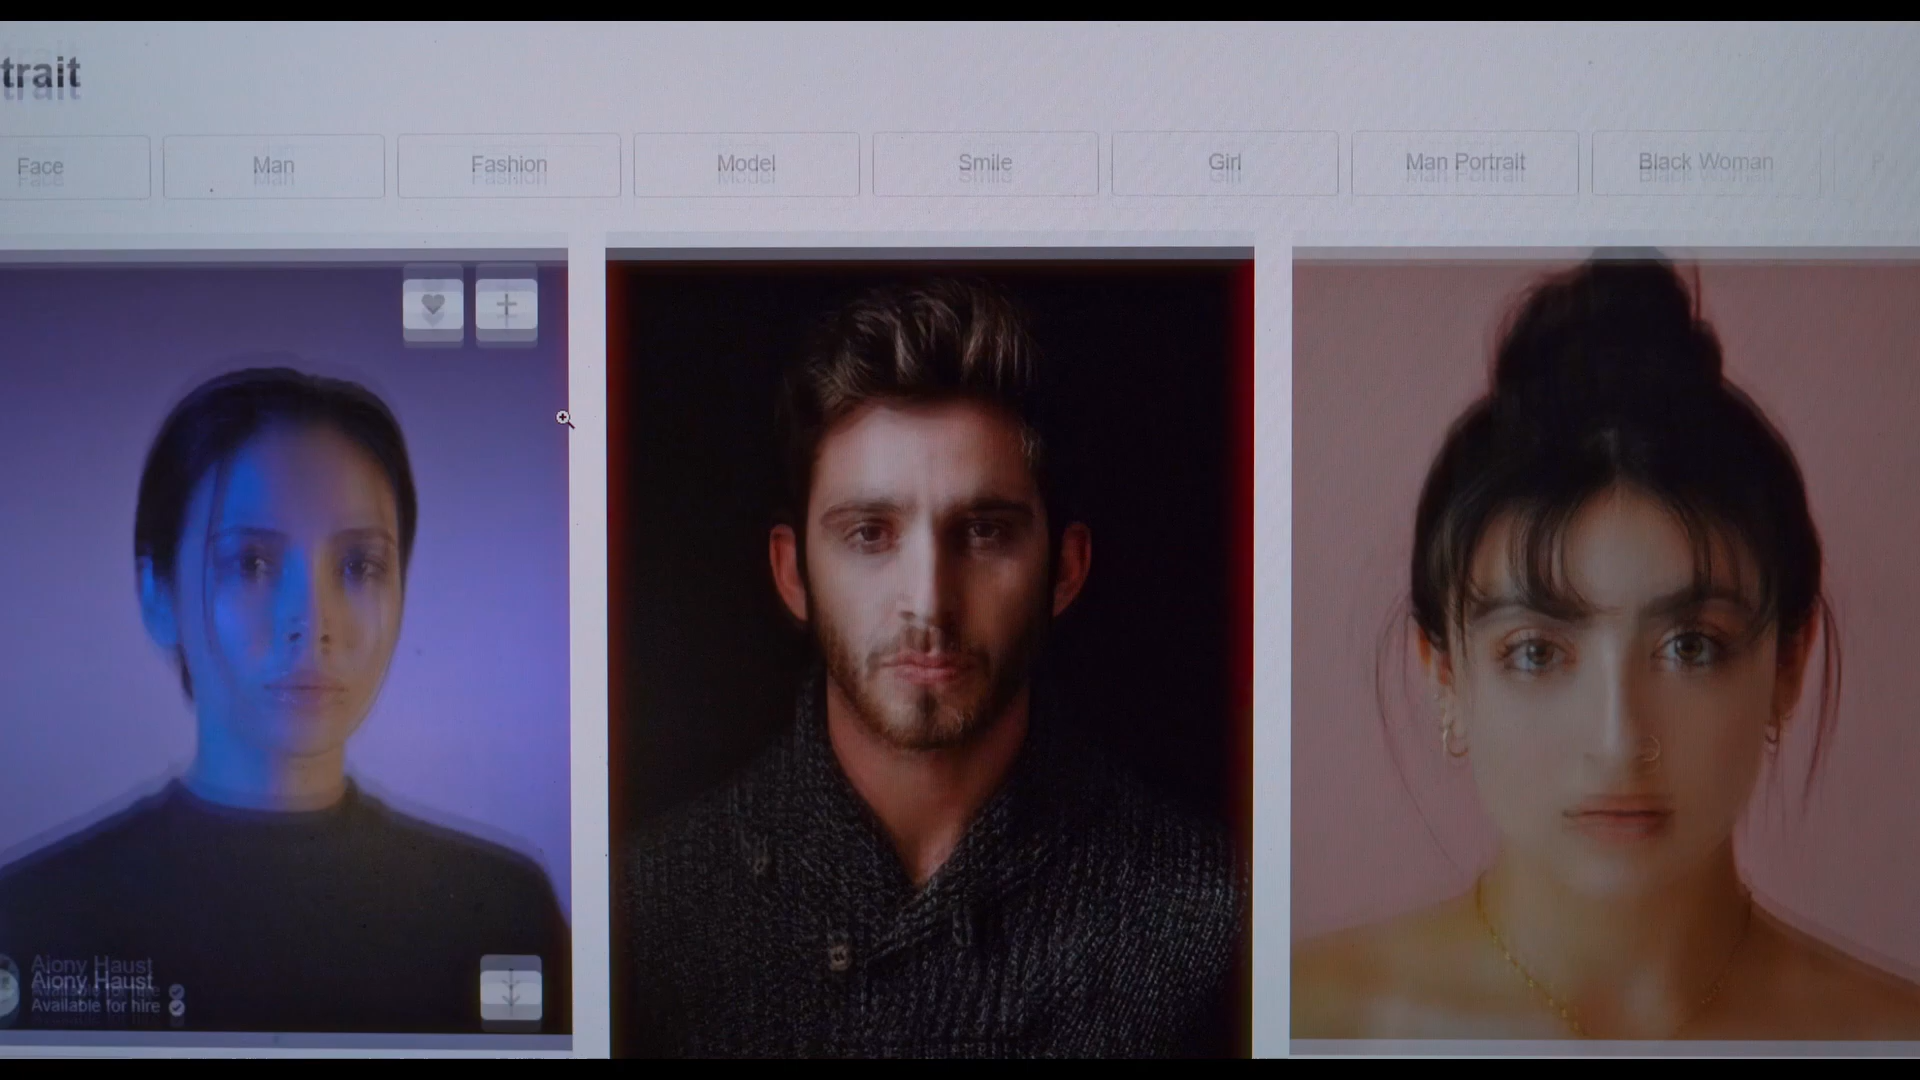 trait
Face
Man
Fashion
Model
Smile
Girl
Man Portrait
Black Woman
Aiony Haust
Available for hire